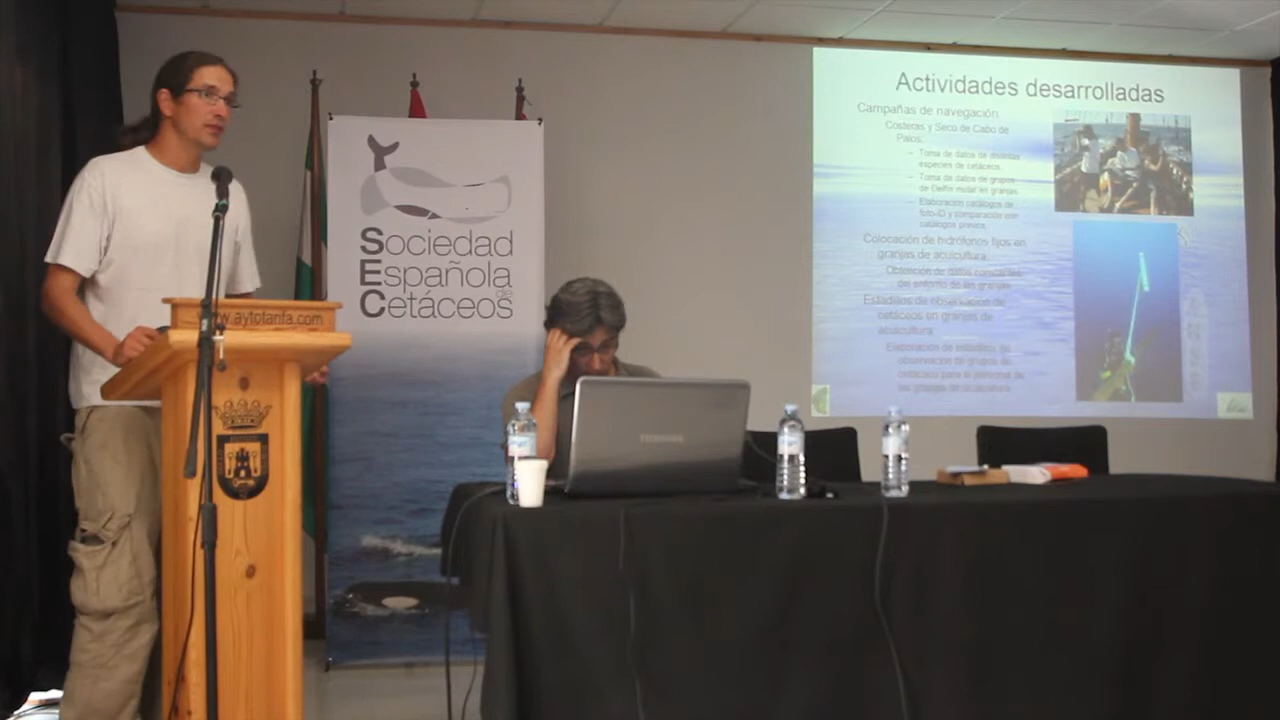 Sociedad
Española
de
Cetáceos
www.aytotarifa.com
TOSHIBA
Actividades desarrolladas
Campañas de navegación:
Costeras y Seco de Cabo de
Palos:
– Toma de datos de distintas
especies de cetáceos.
– Toma de datos de grupos
de Delfín mular en granjas.
– Elaboración catálogos de
foto-ID y comparación con
catálogos previos.
Colocación de hidrófonos fijos en
granjas de acuicultura.
Obtención de datos constantes
del entorno de las granjas.
Estadillos de observación de
cetáceos en granjas de
acuicultura.
Elaboración de estadillos de
observación de grupos de
cetáceos para el personal de
las granjas de acuicultura.